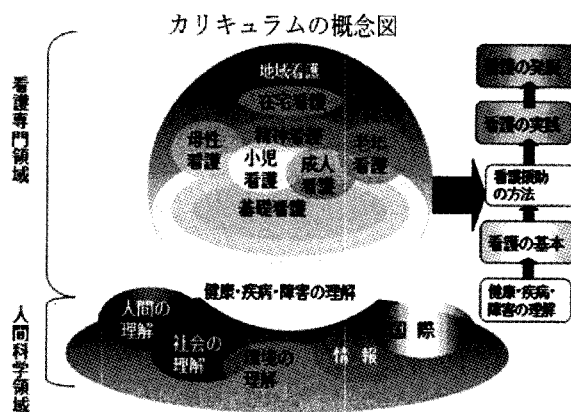 カリキュラムの概念図
看護専門領域
人間科学領域
地域看護
在宅看護
精神看護
母性
看護
小児
看護
成人
看護
老年
看護
基礎看護
健康・疾病・障害の理解
人間の
理解
社会の
理解
環境の
理解
情 報
国 際
看護の発展
看護の実践
看護援助
の方法
看護の基本
健康・疾病・
障害の理解